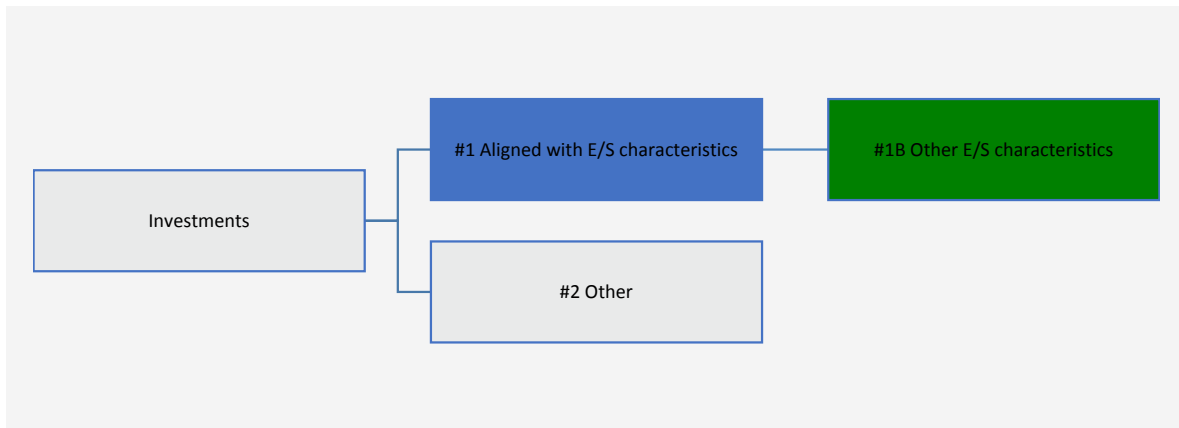 #1 Aligned with E/S characteristics
#1B Other E/S characteristics
Investments
#2 Other